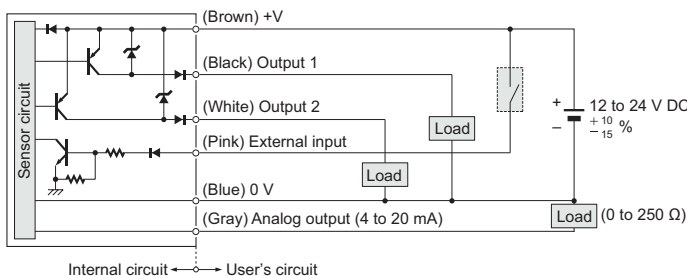 (Brown) +V
(Black) Output 1
(White) Output 2
(Pink) External input
(Blue) 0 V
(Gray) Analog output (4 to 20 mA)
Sensor circuit
Load
Load
Load
(0 to 250 Ω)
+
−
12 to 24 V DC
+ 10
− 15 %
Internal circuit
User's circuit